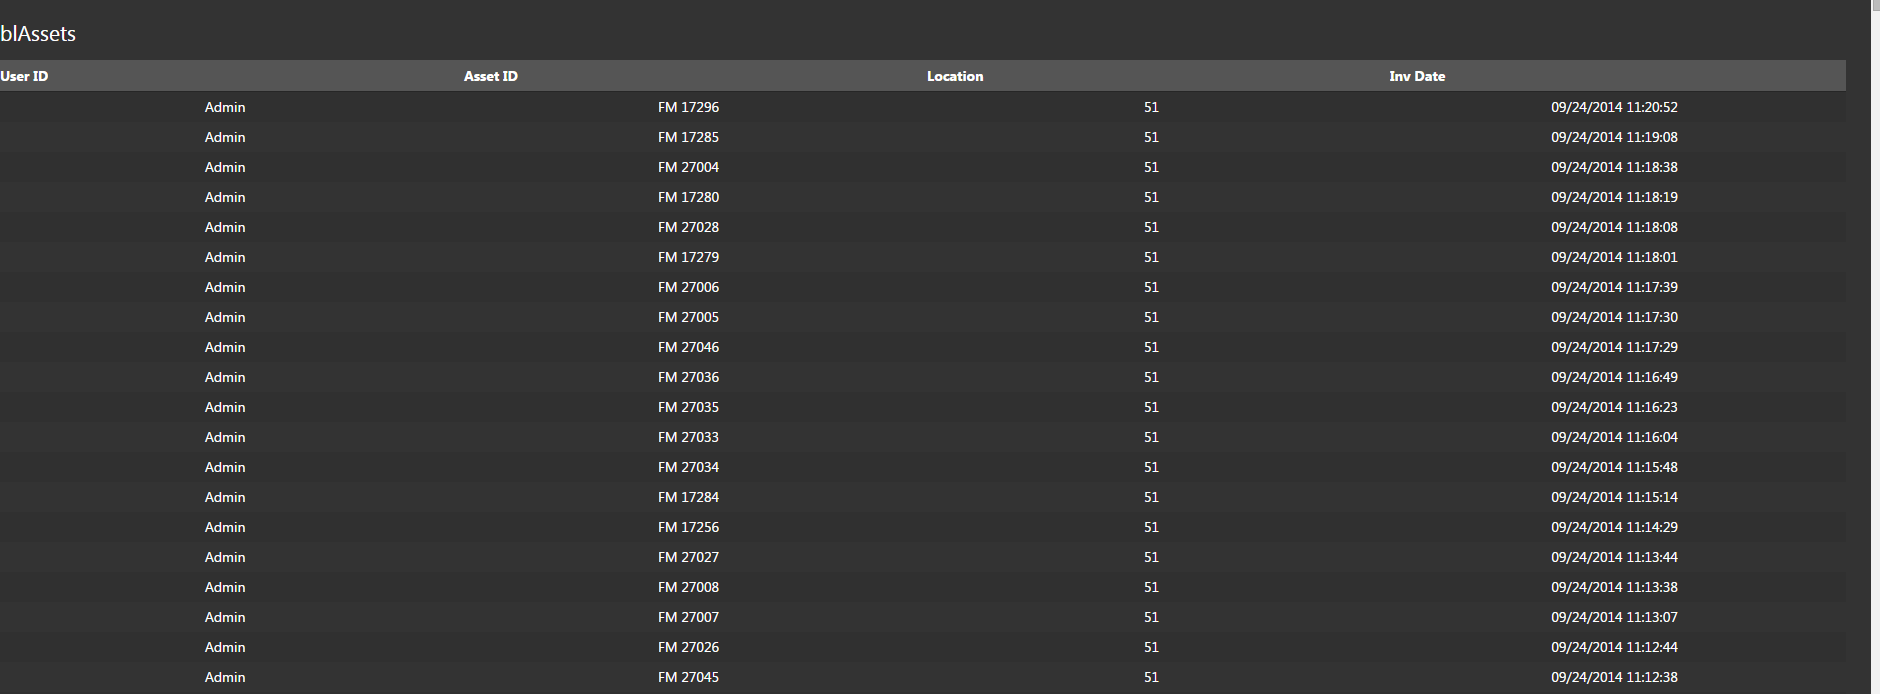 blAssets
User ID Asset ID Location Inv Date
Admin FM 17296 51 09/24/2014 11:20:52
Admin FM 17285 51 09/24/2014 11:19:08
Admin FM 27004 51 09/24/2014 11:18:38
Admin FM 17280 51 09/24/2014 11:18:19
Admin FM 27028 51 09/24/2014 11:18:08
Admin FM 17279 51 09/24/2014 11:18:01
Admin FM 27006 51 09/24/2014 11:17:39
Admin FM 27005 51 09/24/2014 11:17:30
Admin FM 27046 51 09/24/2014 11:17:29
Admin FM 27036 51 09/24/2014 11:16:49
Admin FM 27035 51 09/24/2014 11:16:23
Admin FM 27033 51 09/24/2014 11:16:04
Admin FM 27034 51 09/24/2014 11:15:48
Admin FM 17284 51 09/24/2014 11:15:14
Admin FM 17256 51 09/24/2014 11:14:29
Admin FM 27027 51 09/24/2014 11:13:44
Admin FM 27008 51 09/24/2014 11:13:38
Admin FM 27007 51 09/24/2014 11:13:07
Admin FM 27026 51 09/24/2014 11:12:44
Admin FM 27045 51 09/24/2014 11:12:38